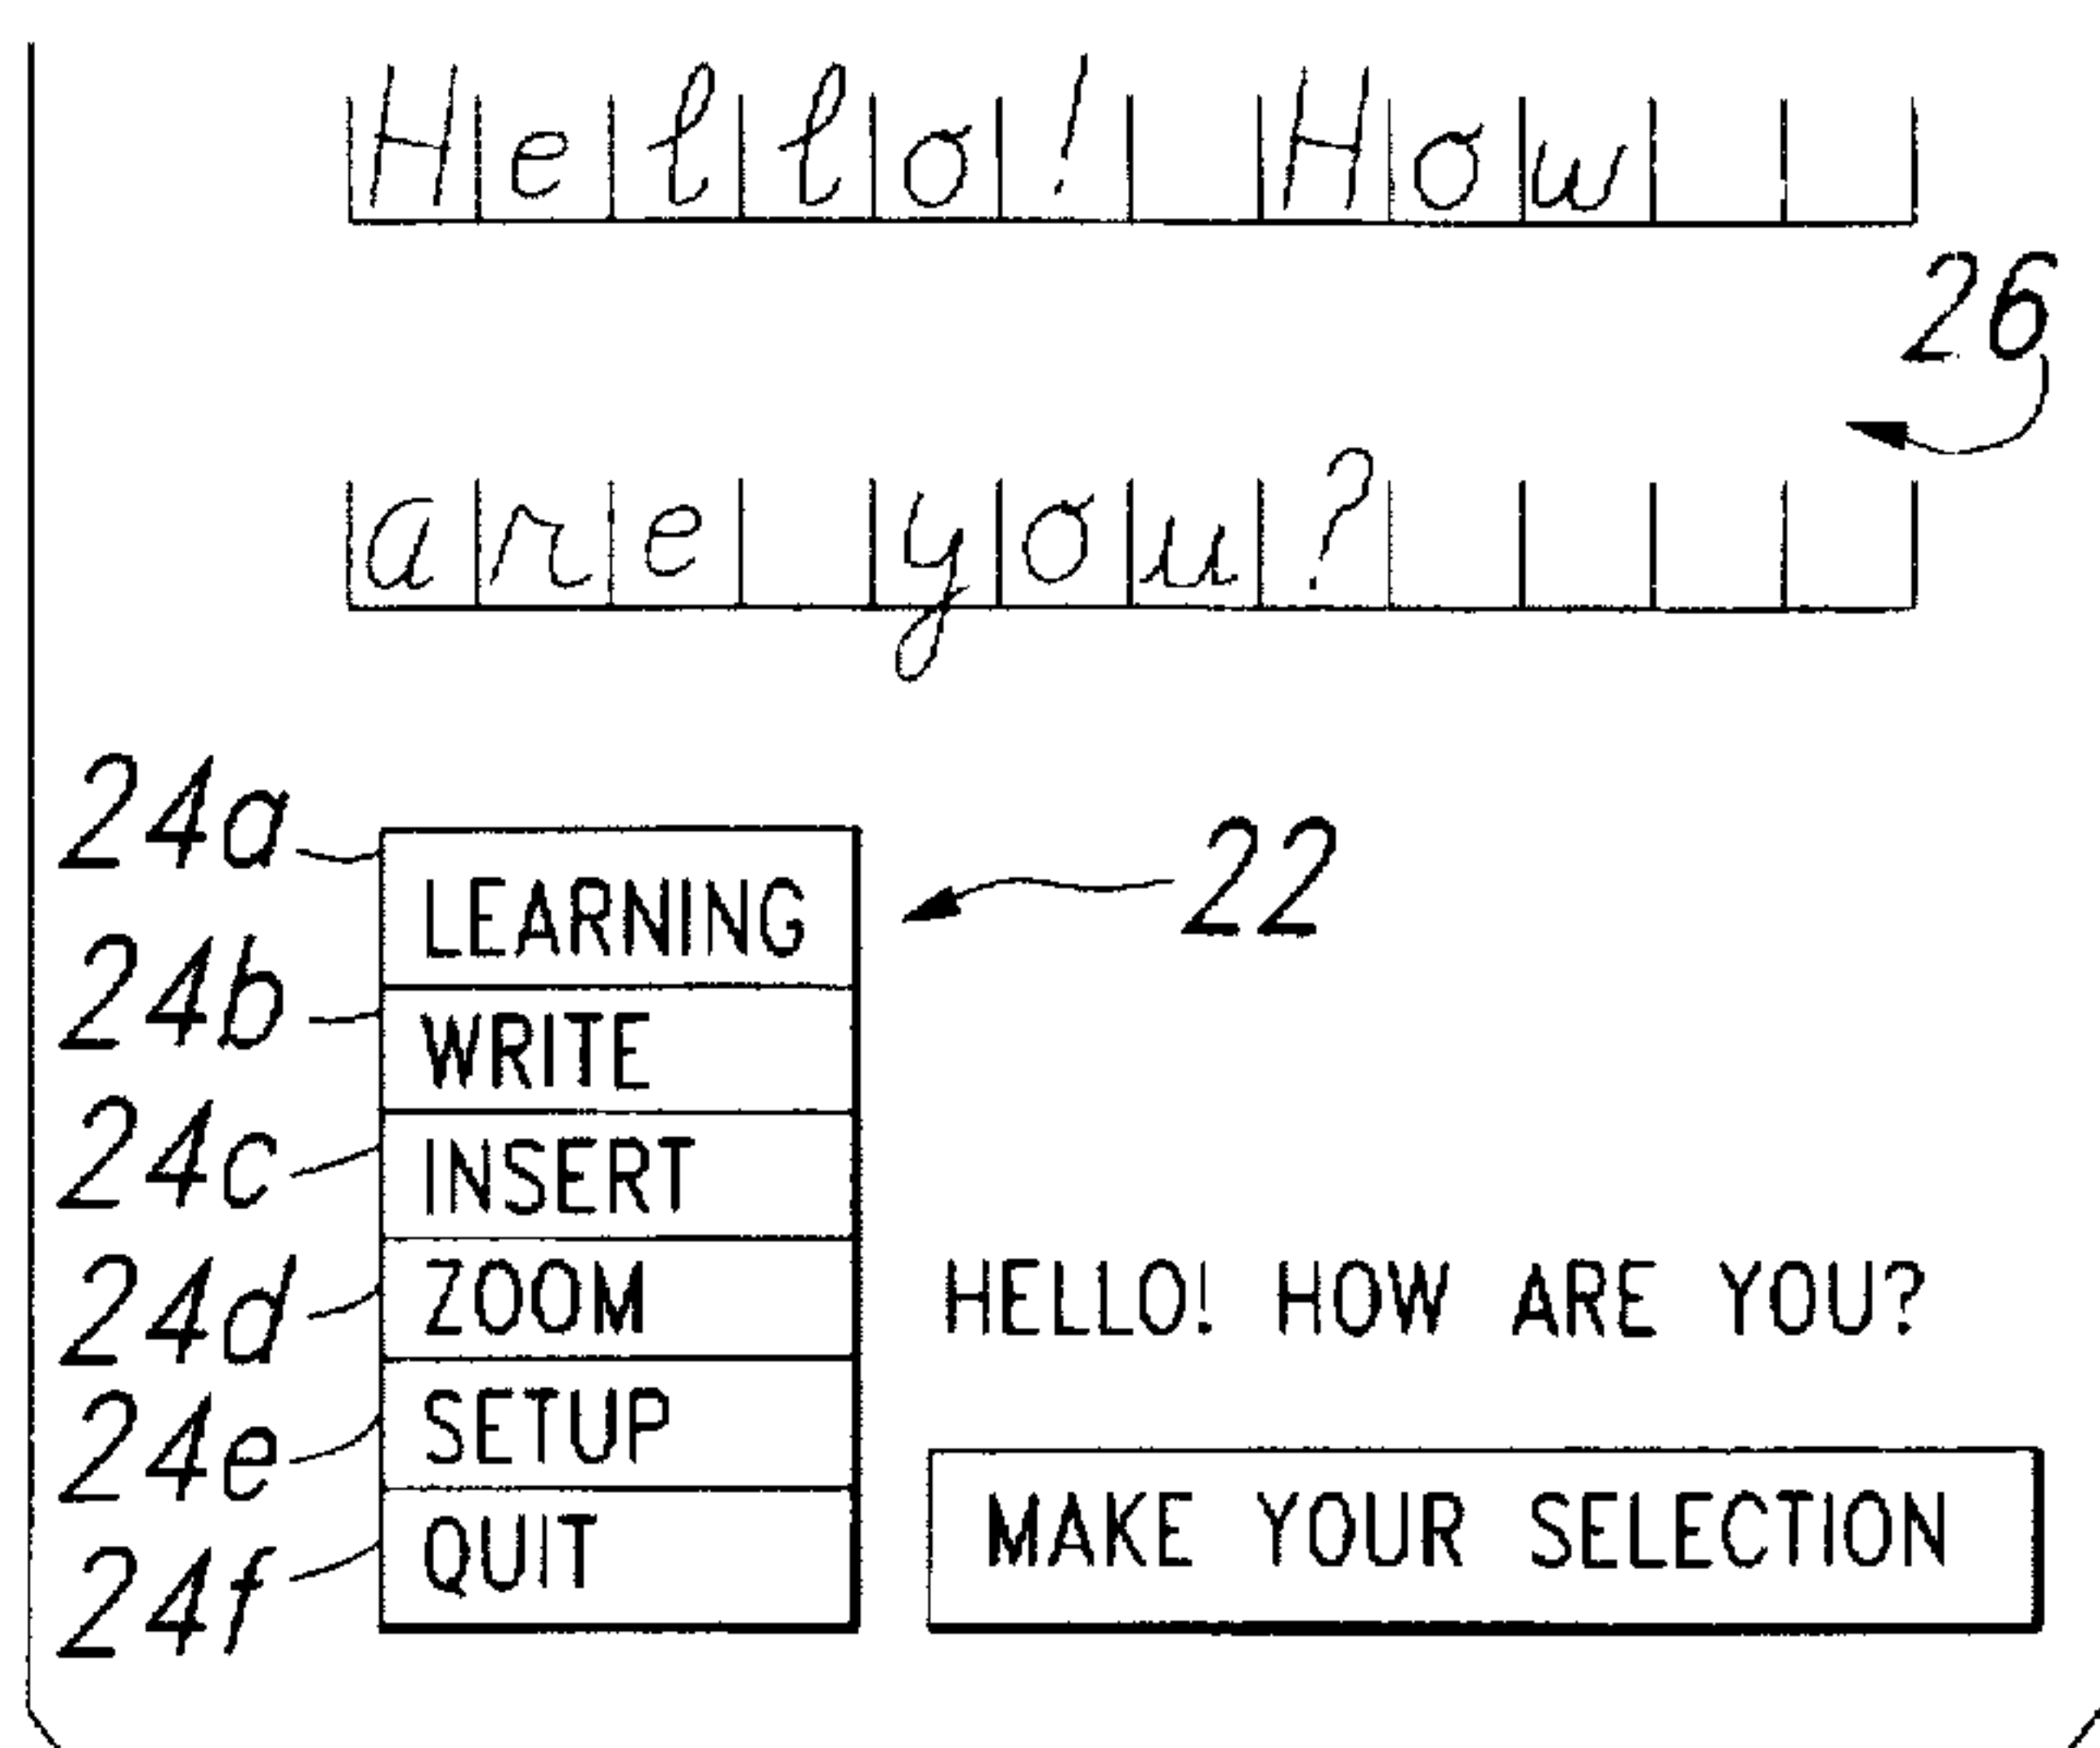 Hello! How
26
are you?
24a LEARNING 22
24b WRITE
24c INSERT
24d ZOOM HELLO! HOW ARE YOU?
24e SETUP
24f QUIT MAKE YOUR SELECTION